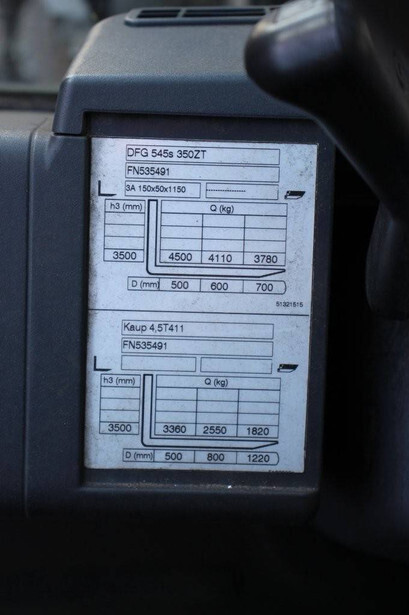 DFG 545s 350ZT
FN535491
3A 150x50x1150 --------------
h3 (mm) Q (kg)
3500 4500 4110 3780
D (mm) 500 600 700
51321515
Kaup 4,5T411
FN535491
h3 (mm) Q (kg)
3500 3360 2550 1820
D (mm) 500 800 1220